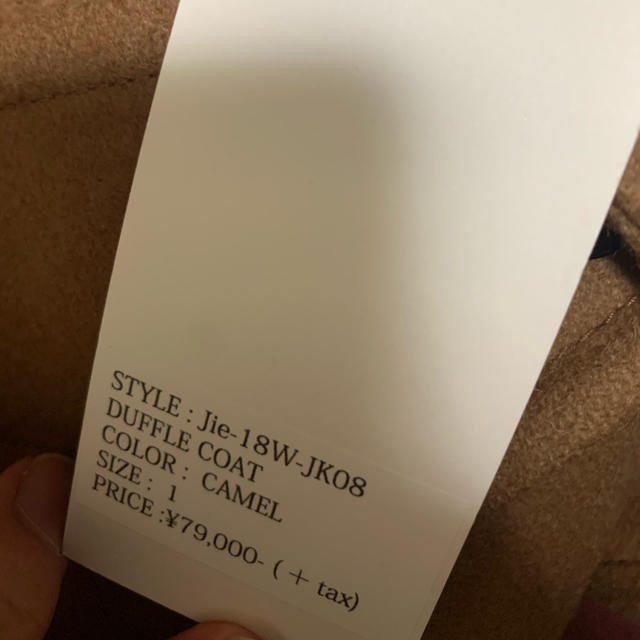 STYLE : Jie-18W-JK08
DUFFLE COAT
COLOR : CAMEL
SIZE : 1
PRICE :¥79,000- ( + tax)